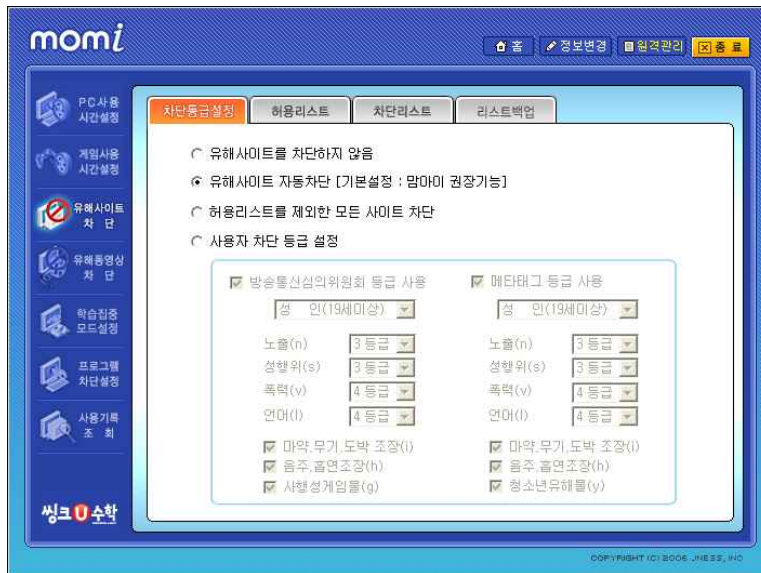 momi
홈 정보변경 원격관리 종 료
PC사용
시간설정
게임사용
시간설정
유해사이트
차 단
유해동영상
차 단
학습집중
모드설정
프로그램
차단설정
사용기록
조 회
씽크U수학
차단등급설정 허용리스트 차단리스트 리스트백업
유해사이트를 차단하지 않음
유해사이트 자동차단 [기본설정 : 맘아이 권장기능]
허용리스트를 제외한 모든 사이트 차단
사용자 차단 등급 설정
방송통신심의위원회 등급 사용 메타태그 등급 사용
성 인(19세이상) 성 인(19세이상)
노출(n) 3 등급 노출(n) 3 등급
성행위(s) 3 등급 성행위(s) 3 등급
폭력(v) 4 등급 폭력(v) 4 등급
언어(l) 4 등급 언어(l) 4 등급
마약,무기,도박 조장(i) 마약,무기,도박 조장(i)
음주,흡연조장(h) 음주,흡연조장(h)
사행성게임물(g) 청소년유해물(y)
COPYRIGHT (C) 2006 JNESS, INC